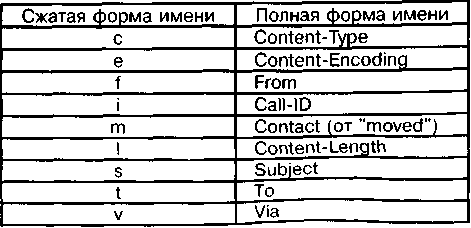 Сжатая форма имени Полная форма имени
c Content-Type
e Content-Encoding
f From
i Call-ID
m Contact (от "moved")
l Content-Length
s Subject
t To
v Via